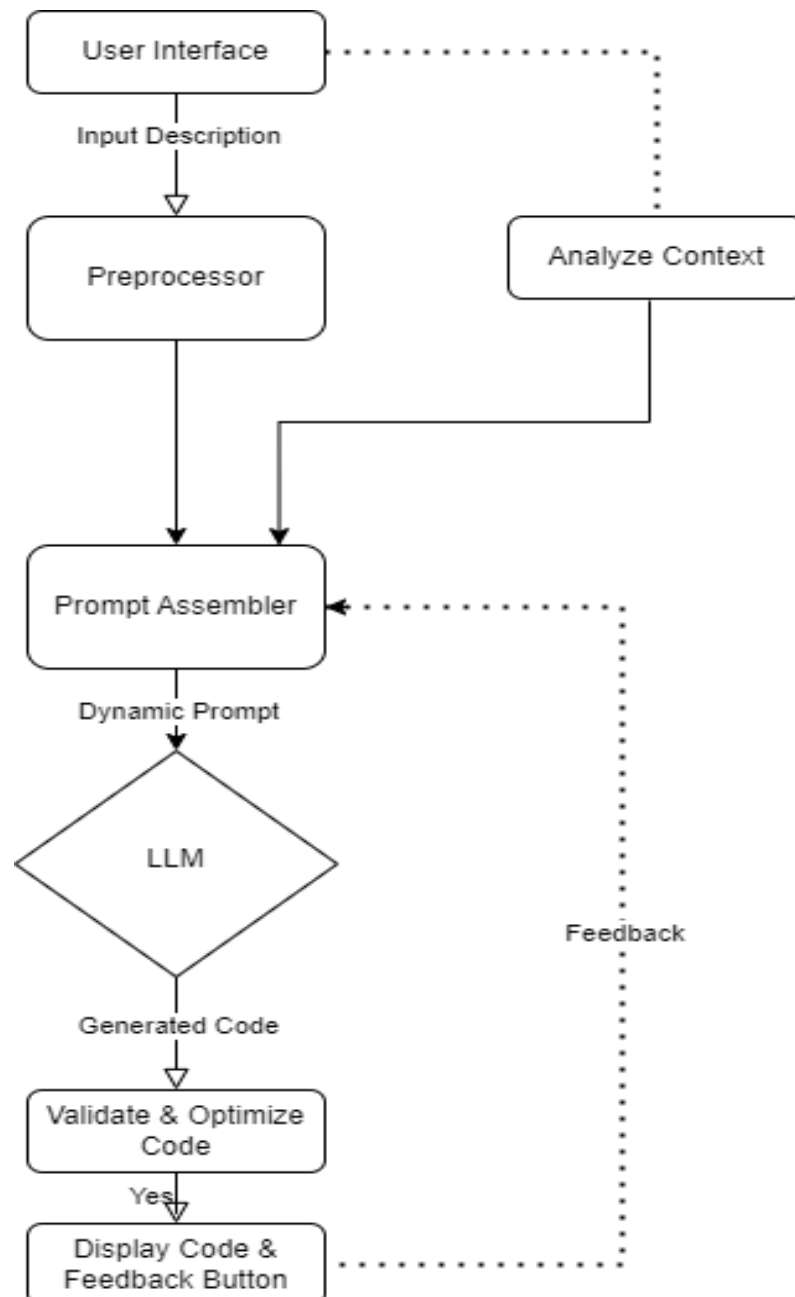 User Interface
Input Description
Preprocessor
Analyze Context
Prompt Assembler
Dynamic Prompt
LLM
Feedback
Generated Code
Validate & Optimize
Code
Yes
Display Code &
Feedback Button